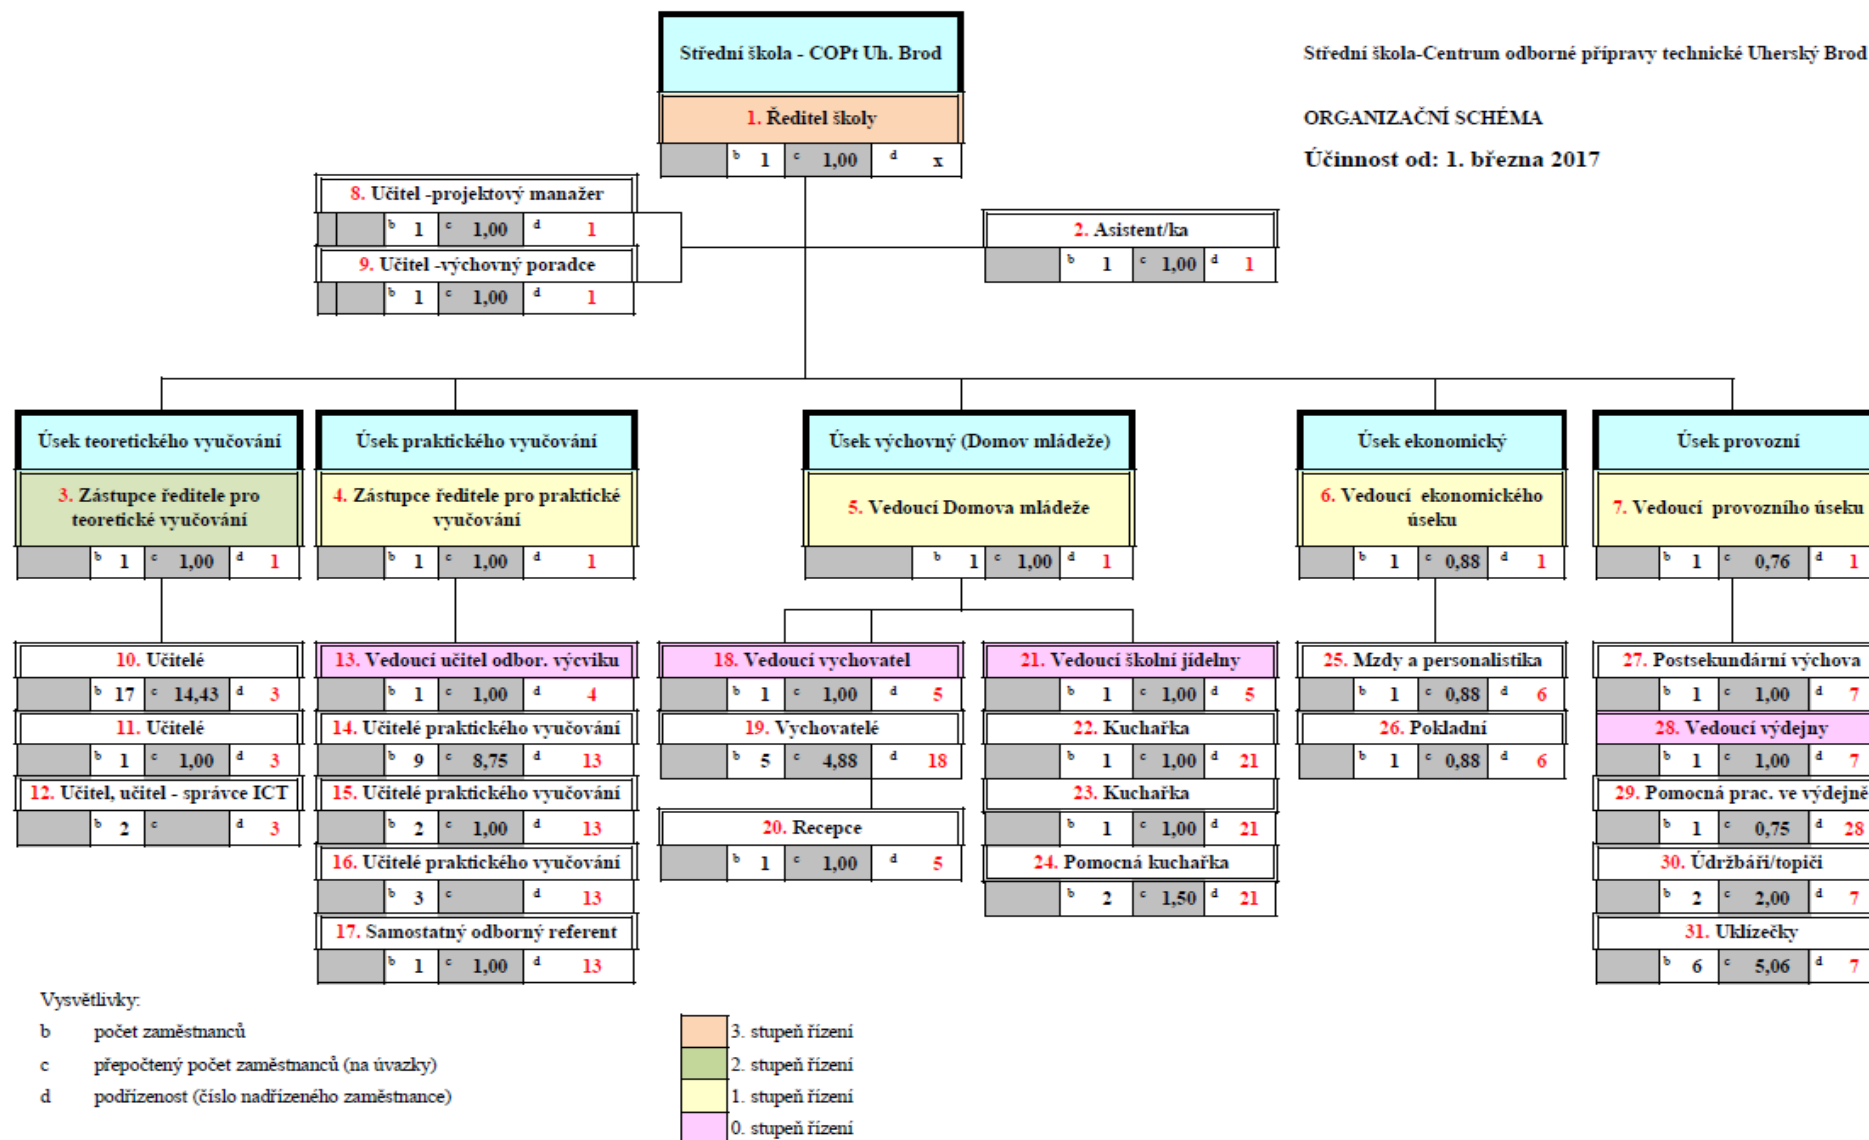 Střední škola - COPt Uh. Brod
Střední škola-Centrum odborné přípravy technické Uherský Brod
1. Ředitel školy
ORGANIZAČNÍ SCHÉMA
b 1 c 1,00 d x
Účinnost od: 1. března 2017
8. Učitel -projektový manažer
b 1 c 1,00 d 1
2. Asistent/ka
b 1 c 1,00 d 1
9. Učitel -výchovný poradce
b 1 c 1,00 d 1
Úsek teoretického vyučování
3. Zástupce ředitele pro
teoretické vyučování
b 1 c 1,00 d 1
10. Učitelé
b 17 c 14,43 d 3
11. Učitelé
b 1 c 1,00 d 3
12. Učitel, učitel - správce ICT
b 2 c d 3
Úsek praktického vyučování
4. Zástupce ředitele pro praktické
vyučování
b 1 c 1,00 d 1
13. Vedoucí učitel odbor. výcviku
b 1 c 1,00 d 4
14. Učitelé praktického vyučování
b 9 c 8,75 d 13
15. Učitelé praktického vyučování
b 2 c 1,00 d 13
16. Učitelé praktického vyučování
b 3 c d 13
17. Samostatný odborný referent
b 1 c 1,00 d 13
Úsek výchovný (Domov mládeže)
5. Vedoucí Domova mládeže
b 1 c 1,00 d 1
18. Vedoucí vychovatel
b 1 c 1,00 d 5
19. Vychovatelé
b 5 c 4,88 d 18
20. Recepce
b 1 c 1,00 d 5
21. Vedoucí školní jídelny
b 1 c 1,00 d 5
22. Kuchařka
b 1 c 1,00 d 21
23. Kuchařka
b 1 c 1,00 d 21
24. Pomocná kuchařka
b 2 c 1,50 d 21
Úsek ekonomický
6. Vedoucí ekonomického
úseku
b 1 c 0,88 d 1
25. Mzdy a personalistika
b 1 c 0,88 d 6
26. Pokladní
b 1 c 0,88 d 6
Úsek provozní
7. Vedoucí provozního úseku
b 1 c 0,76 d 1
27. Postsekundární výchova
b 1 c 1,00 d 7
28. Vedoucí výdejny
b 1 c 1,00 d 7
29. Pomocná prac. ve výdejně
b 1 c 0,75 d 28
30. Údržbáři/topiči
b 2 c 2,00 d 7
31. Uklízečky
b 6 c 5,06 d 7
Vysvětlivky:
b počet zaměstnanců
c přepočtený počet zaměstnanců (na úvazky)
d podřízenost (číslo nadřízeného zaměstnance)
3. stupeň řízení
2. stupeň řízení
1. stupeň řízení
0. stupeň řízení